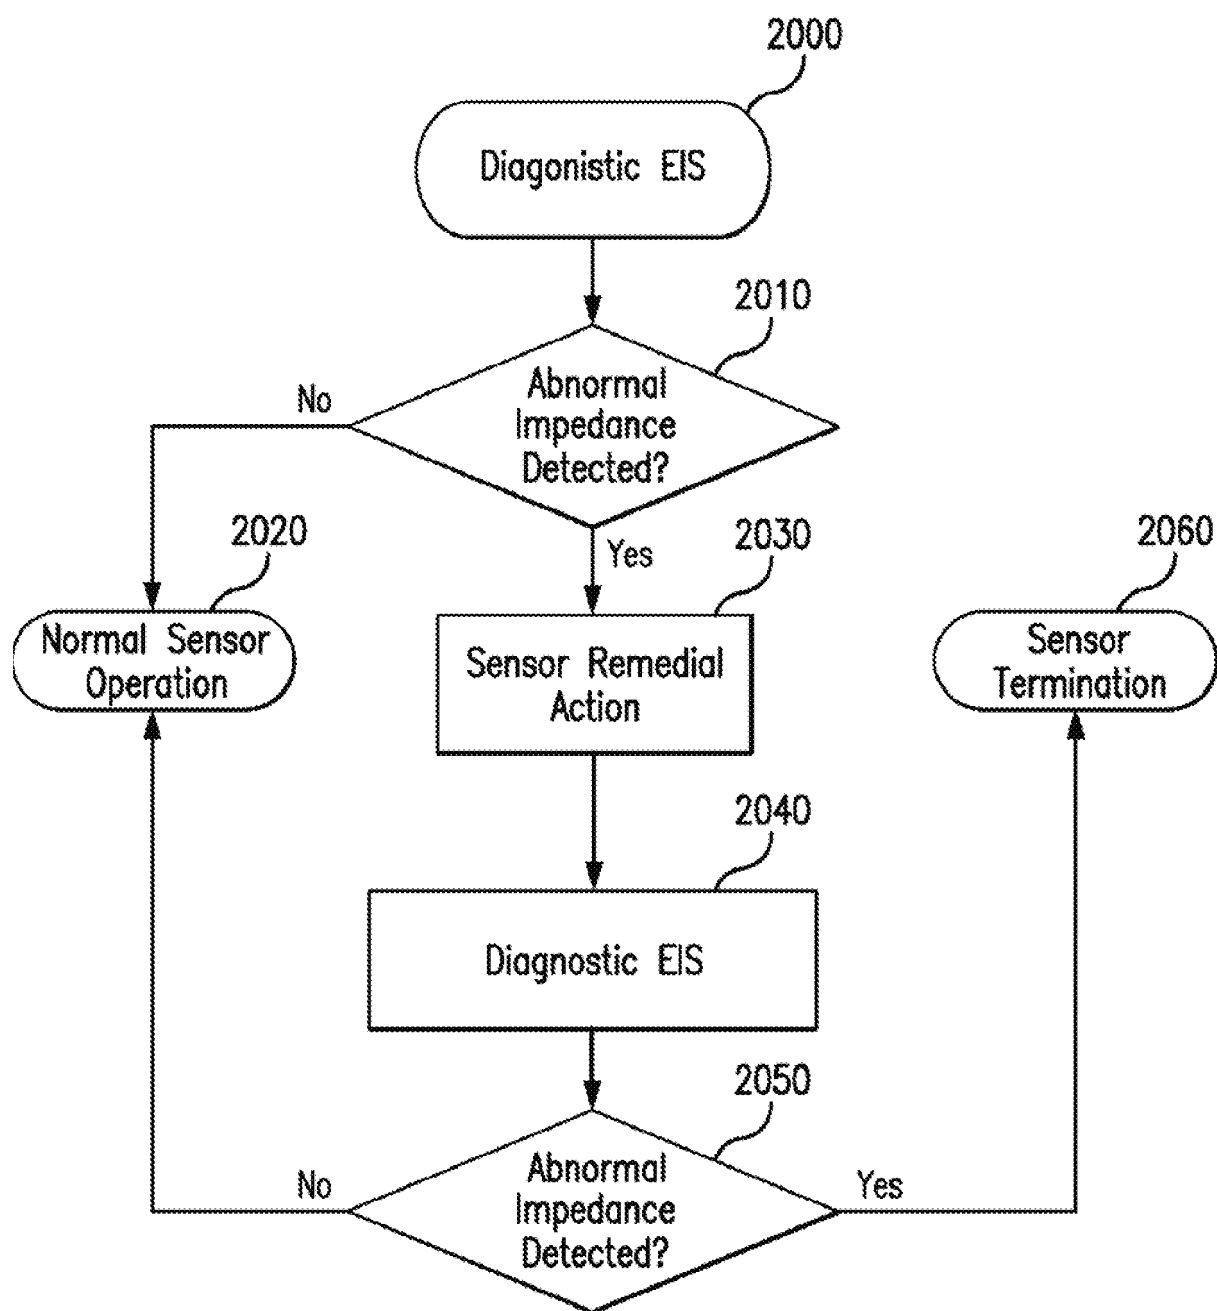 2000
Diagonistic EIS
2010
Abnormal
Impedance
Detected?
No
Yes
2020
Normal Sensor
Operation
2030
Sensor Remedial
Action
2060
Sensor
Termination
2040
Diagnostic EIS
2050
Abnormal
Impedance
Detected?
No
Yes